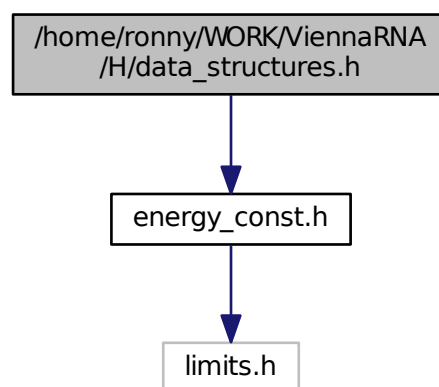 /home/ronny/WORK/ViennaRNA
/H/data_structures.h
energy_const.h
limits.h